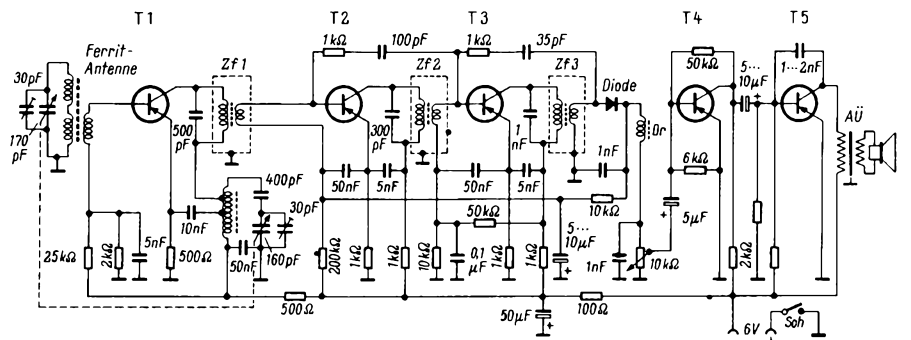 T1 T2 T3 T4 T5
1kΩ 100pF 1kΩ 35pF
Ferrit-
Antenne
30pF
170
pF
Zf1
Zf2
Zf3
Diode
50kΩ
5...
10µF
1...2nF
AÜ
500
pF
300
pF
1
nF
1nF
Dr
6kΩ
400pF
30pF
50nF
5nF
50nF
5nF
10kΩ
5µF
10nF
50kΩ
5...
10µF
25kΩ
2kΩ
5nF
500Ω
50nF
160pF
200kΩ
1kΩ
1kΩ
10kΩ
0,1
µF
1kΩ
1kΩ
1nF
10kΩ
2kΩ
500Ω
50µF
100Ω
6V
Sch